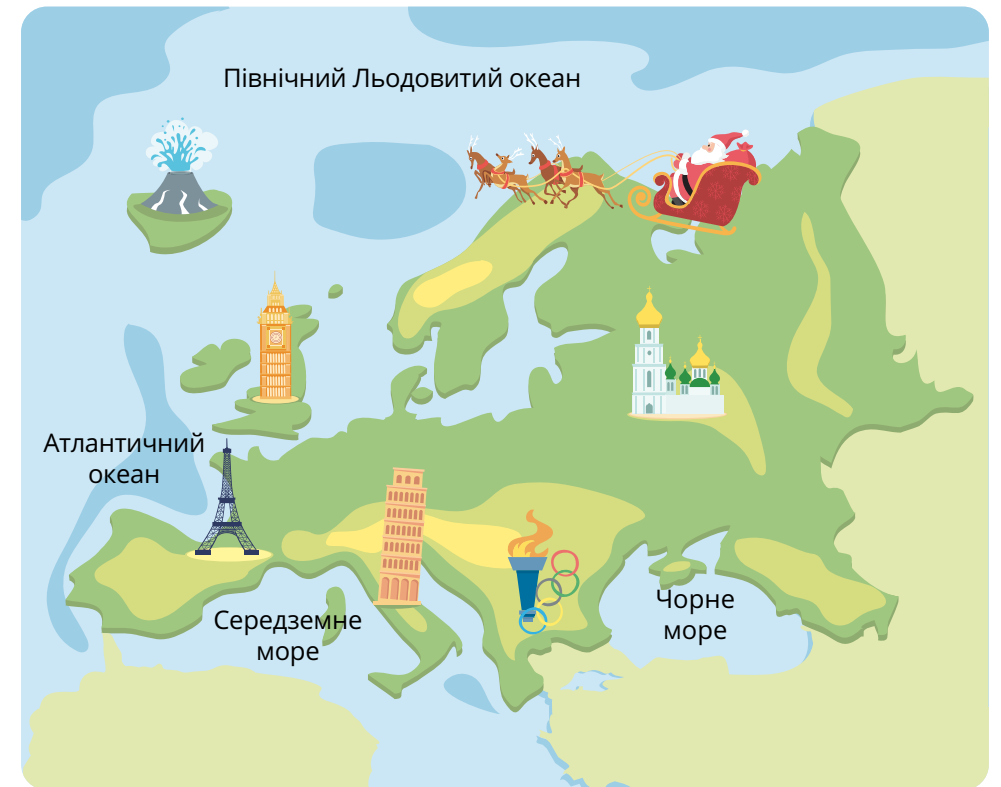 Північний Льодовитий океан
Атлантичний
океан
Середземне
море
Чорне
море